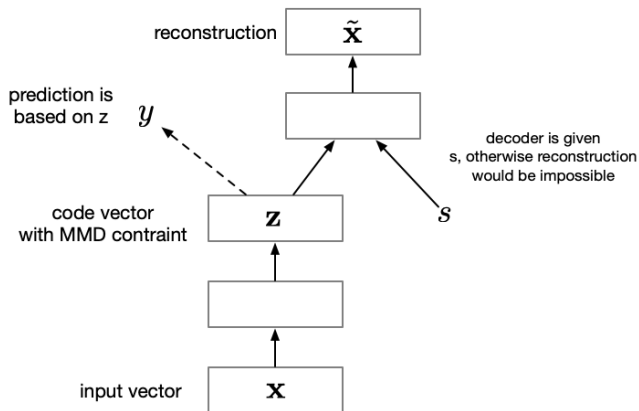 reconstruction
x̃
prediction is
based on z
y
decoder is given
s, otherwise reconstruction
would be impossible
code vector
with MMD contraint
z
s
input vector
x